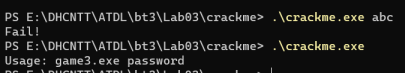 PS E:\DHCNTT\ATDL\bt3\Lab03\crackme> .\crackme.exe abc
Fail!
PS E:\DHCNTT\ATDL\bt3\Lab03\crackme> .\crackme.exe
Usage: game3.exe password